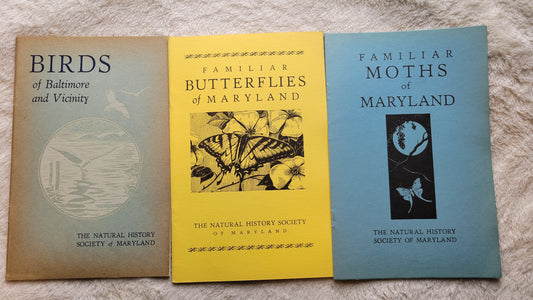 BIRDS
of Baltimore
and Vicinity
THE NATURAL HISTORY
SOCIETY of MARYLAND
FAMILIAR
BUTTERFLIES
of MARYLAND
THE NATURAL HISTORY SOCIETY
OF MARYLAND
FAMILIAR
MOTHS
of
MARYLAND
THE NATURAL HISTORY
SOCIETY OF MARYLAND